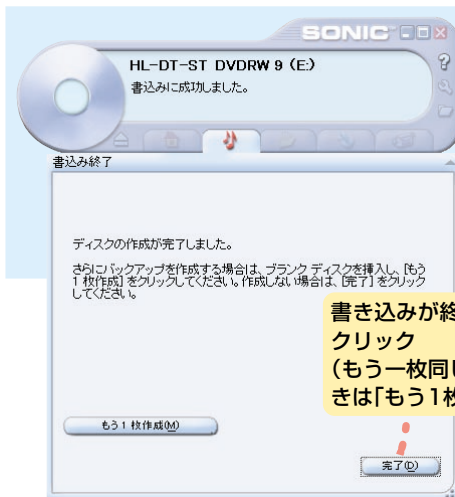 SONIC
HL-DT-ST DVDRW 9 (E:)
書込みに成功しました。
書込み終了
ディスクの作成が完了しました。
さらにバックアップを作成する場合は、ブランク ディスクを挿入し、[もう
1 枚作成] をクリックしてください。作成しない場合は、[完了] をクリック
してください。
書き込みが終
クリック
(もう一枚同じ
きは「もう1枚
もう 1 枚作成(M)
完了(D)